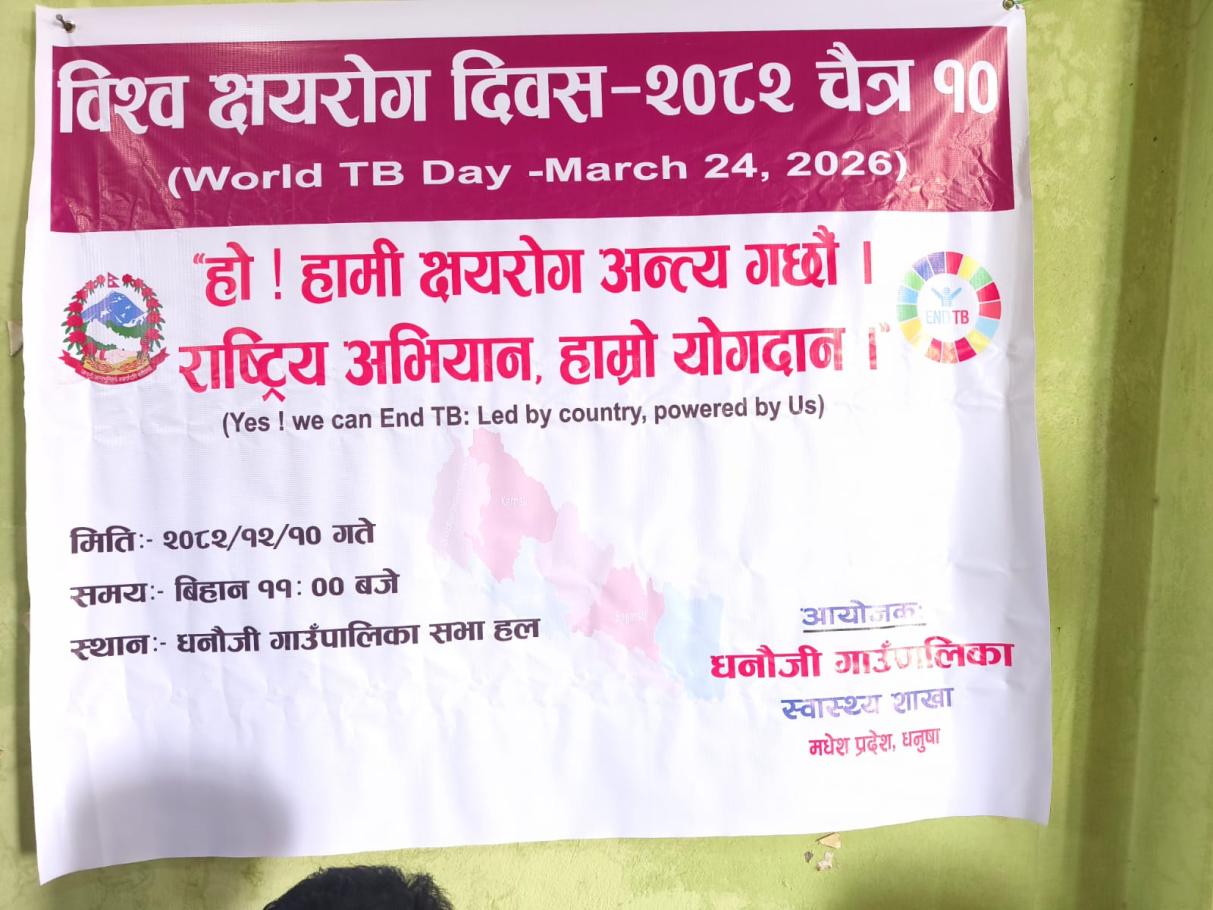 विश्व क्षयरोग दिवस-२०८२ चैत्र १०
(World TB Day -March 24, 2026)
"हो ! हामी क्षयरोग अन्त्य गर्छौं ।
राष्ट्रिय अभियान, हाम्रो योगदान ।"
END TB
(Yes ! we can End TB: Led by country, powered by Us)
मितिः- २०८२/१२/१० गते
समयः- बिहान ११ः ०० बजे
स्थानः- धनौजी गाउँपालिका सभा हल
Karnali
Bagmati
आयोजकः
धनौजी गाउँपालिका
स्वास्थ्य शाखा
मधेश प्रदेश, धनुषा